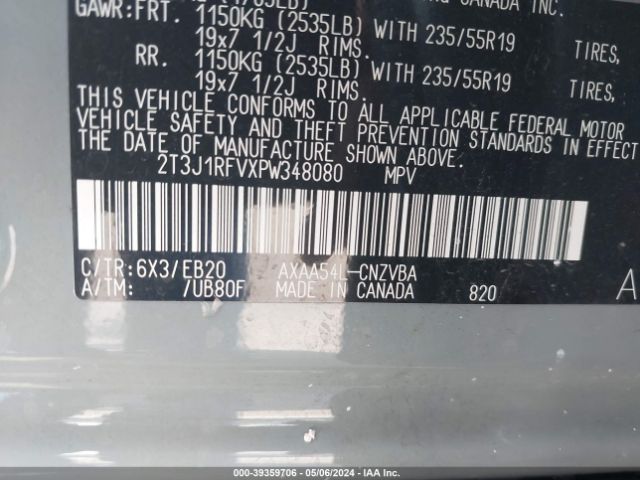 CANADA INC.
GAWR:FRT. 1150KG (2535LB) WITH 235/55R19 TIRES,
19x7 1/2J RIMS.
RR. 1150KG (2535LB) WITH 235/55R19 TIRES,
19x7 1/2J RIMS.
THIS VEHICLE CONFORMS TO ALL APPLICABLE FEDERAL MOTOR
VEHICLE SAFETY AND THEFT PREVENTION STANDARDS IN EFFECT ON
THE DATE OF MANUFACTURE SHOWN ABOVE.
2T3J1RFVXPW348080 MPV
C/TR:6X3/EB20 AXAA54L-CNZVBA
A/TM: /UB80F MADE IN CANADA 820 A
000-39359706 - 05/06/2024 - IAA Inc.